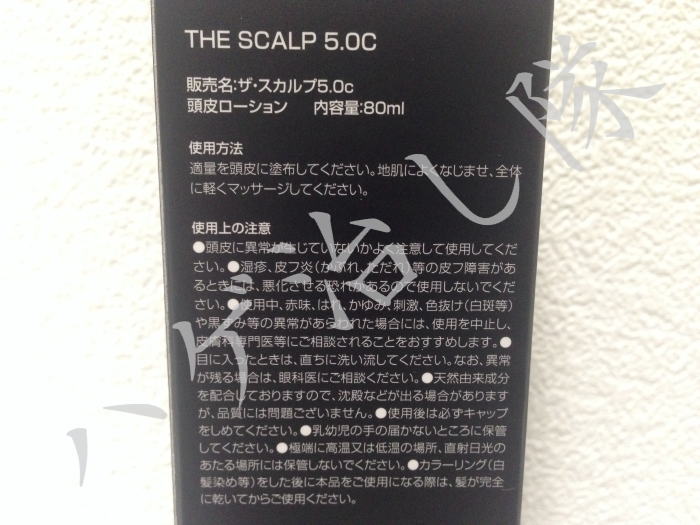 THE SCALP 5.0C
販売名:ザ・スカルプ5.0c
頭皮ローション 内容量:80ml
使用方法
適量を頭皮に塗布してください。地肌によくなじませ、全体
に軽くマッサージしてください。
使用上の注意
●頭皮に異常が生じていないかよく注意して使用してくだ
さい。●湿疹、皮フ炎(かぶれ、ただれ)等の皮フ障害があ
るときには、悪化させる恐れがあるので使用しないでくだ
さい。●使用中、赤味、はれ、かゆみ、刺激、色抜け(白斑等)
や黒ずみ等の異常があらわれた場合には、使用を中止し、
皮膚科専門医等にご相談されることをおすすめします。●
目に入ったときは、直ちに洗い流してください。なお、異常
が残る場合は、眼科医にご相談ください。●天然由来成分
を配合しておりますので、沈殿などが出る場合があります
が、品質には問題ございません。●使用後は必ずキャップ
をしめてください。●乳幼児の手の届かないところに保管
してください。●極端に高温又は低温の場所、直射日光の
あたる場所には保管しないでください。●カラーリング(白
髪染め等)をした後に本品をご使用になる際は、髪が完全
に乾いてからご使用ください。
ハゲ治し隊